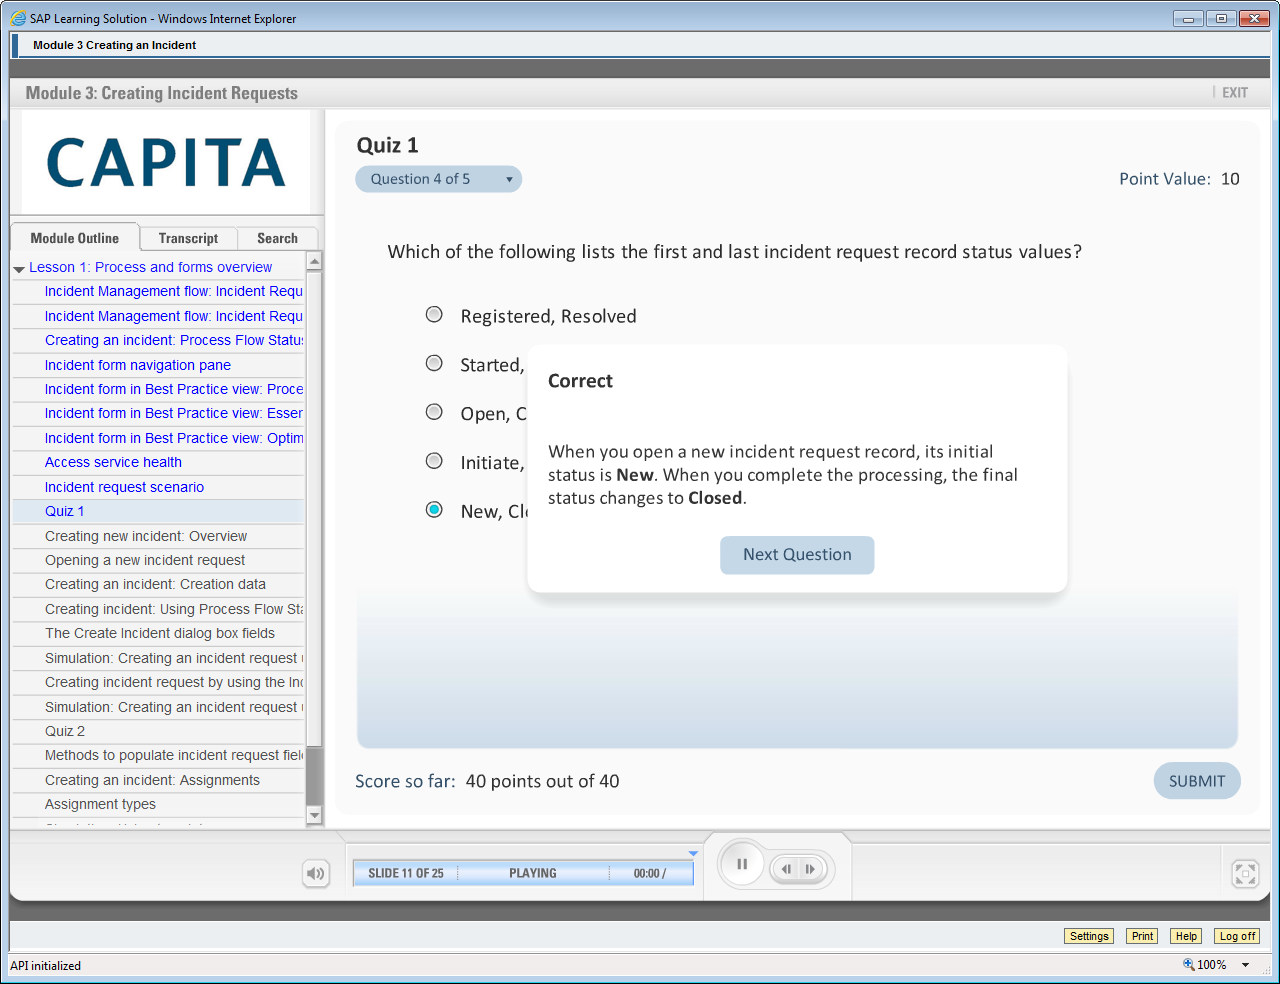 SAP Learning Solution - Windows Internet Explorer
Module 3 Creating an Incident
Module 3: Creating Incident Requests
EXIT
CAPITA
Module Outline
Transcript
Search
Lesson 1: Process and forms overview
Incident Management flow: Incident Requ
Incident Management flow: Incident Requ
Creating an incident: Process Flow Status
Incident form navigation pane
Incident form in Best Practice view: Proce
Incident form in Best Practice view: Essen
Incident form in Best Practice view: Optim
Access service health
Incident request scenario
Quiz 1
Creating new incident: Overview
Opening a new incident request
Creating an incident: Creation data
Creating incident: Using Process Flow Sta
The Create Incident dialog box fields
Simulation: Creating an incident request
Creating incident request by using the Inc
Simulation: Creating an incident request
Quiz 2
Methods to populate incident request fiel
Creating an incident: Assignments
Assignment types
Quiz 1
Question 4 of 5
Point Value: 10
Which of the following lists the first and last incident request record status values?
Registered, Resolved
Started,
Open, C
Initiate,
New, Clo
Correct
When you open a new incident request record, its initial
status is New. When you complete the processing, the final
status changes to Closed.
Next Question
Score so far: 40 points out of 40
SUBMIT
SLIDE 11 OF 25
PLAYING
00:00 /
Settings
Print
Help
Log off
API initialized
100%